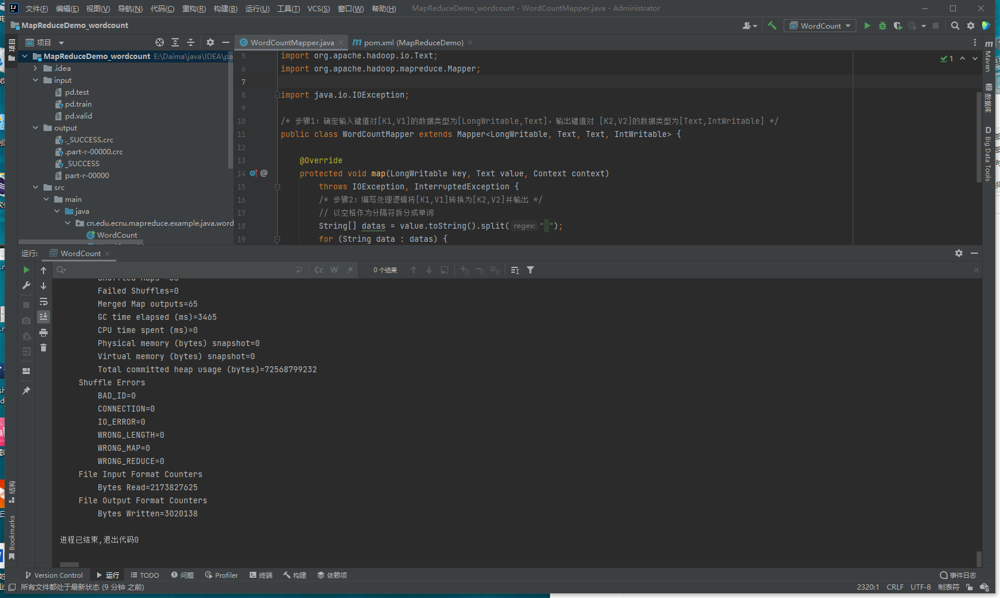 文件(F) 编辑(E) 视图(V) 导航(N) 代码(C) 重构(R) 构建(B) 运行(U) 工具(T) VCS(S) 窗口(W) 帮助(H) MapReduceDemo_wordcount - WordCountMapper.java - Administrator
MapReduceDemo_wordcount
WordCount
项目
项目
WordCountMapper.java
pom.xml (MapReduceDemo)
MapReduceDemo_wordcount E:\Daima\java\IDEA\pa
.idea
input
pd.test
pd.train
pd.valid
output
._SUCCESS.crc
.part-r-00000.crc
_SUCCESS
part-r-00000
src
main
java
cn.edu.ecnu.mapreduce.example.java.word
WordCount
5 import org.apache.hadoop.io.Text;
6 import org.apache.hadoop.mapreduce.Mapper;
7
8 import java.io.IOException;
9
10 /* 步骤1：确定输入键值对[K1,V1]的数据类型为[LongWritable,Text]，输出键值对 [K2,V2]的数据类型为[Text,IntWritable] */
11 public class WordCountMapper extends Mapper<LongWritable, Text, Text, IntWritable> {
12
13 @Override
14 protected void map(LongWritable key, Text value, Context context)
15 throws IOException, InterruptedException {
16 /* 步骤2：编写处理逻辑将[K1,V1]转换为[K2,V2]并输出 */
17 // 以空格作为分隔符拆分成单词
18 String[] datas = value.toString().split( regex: " ");
19 for (String data : datas) {
1
Maven
数据库
D Big Data Tools
运行: WordCount
Cc W .* 0 个结果
Failed Shuffles=0
Merged Map outputs=65
GC time elapsed (ms)=3465
CPU time spent (ms)=0
Physical memory (bytes) snapshot=0
Virtual memory (bytes) snapshot=0
Total committed heap usage (bytes)=72568799232
Shuffle Errors
BAD_ID=0
CONNECTION=0
IO_ERROR=0
WRONG_LENGTH=0
WRONG_MAP=0
WRONG_REDUCE=0
File Input Format Counters
Bytes Read=2173827625
File Output Format Counters
Bytes Written=3020138
进程已结束,退出代码0
结构
Bookmarks
Version Control 运行 TODO 问题 Profiler 终端 构建 依赖项 事件日志
所有文件都处于最新状态 (9 分钟 之前) 2320:1 CRLF UTF-8 制表符